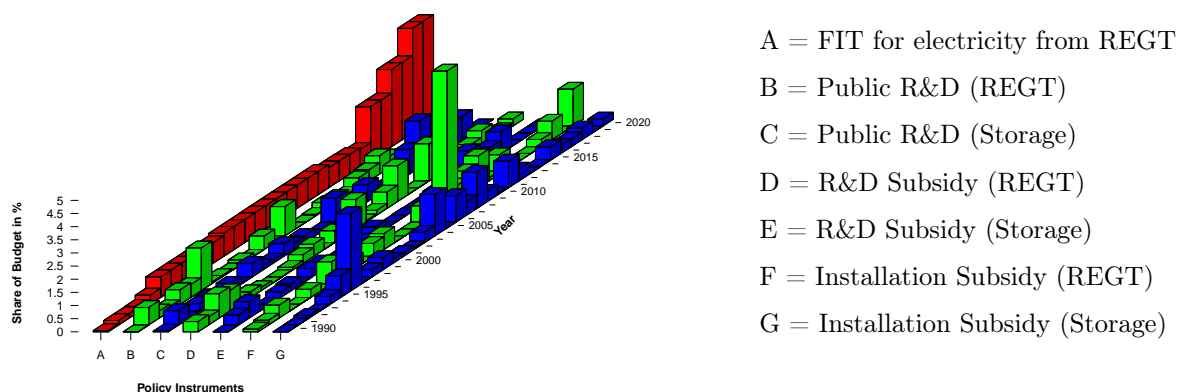 5
4.5
4
3.5
3
2.5
2
1.5
1
0.5
0
Share of Budget in %
A B C D E F G
Policy Instruments
1990
1995
2000
2005
2010
2015
2020
Year
A = FIT for electricity from REGT
B = Public R&D (REGT)
C = Public R&D (Storage)
D = R&D Subsidy (REGT)
E = R&D Subsidy (Storage)
F = Installation Subsidy (REGT)
G = Installation Subsidy (Storage)